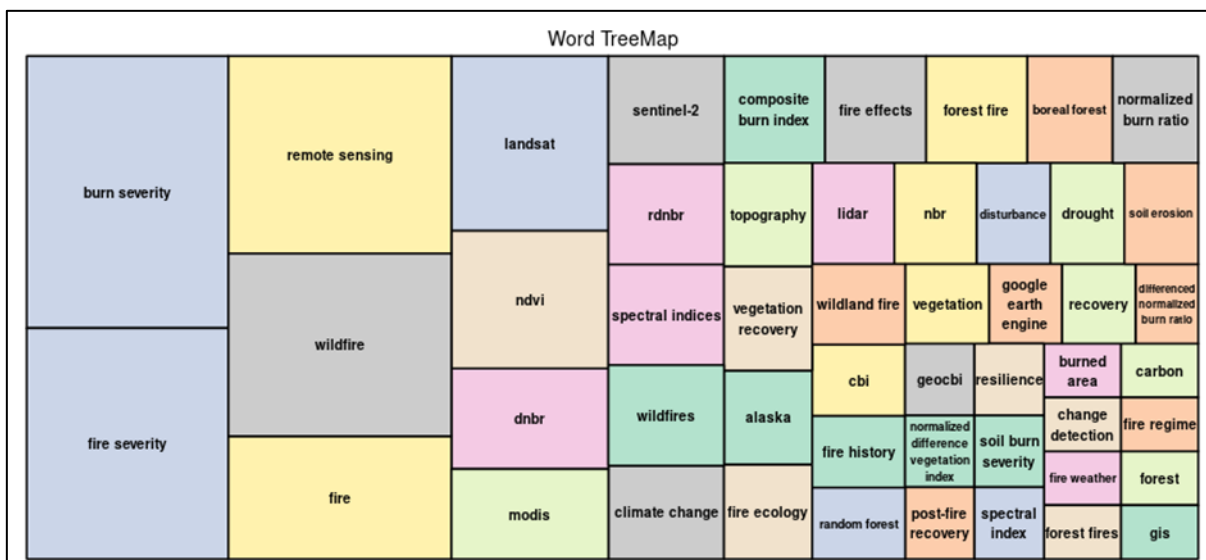 Word TreeMap
burn severity
fire severity
remote sensing
wildfire
fire
landsat
ndvi
dnbr
modis
sentinel-2
rdnbr
spectral indices
wildfires
climate change
composite
burn index
fire effects
forest fire
boreal forest
normalized
burn ratio
topography
vegetation
recovery
alaska
fire ecology
lidar
nbr
disturbance
drought
soil erosion
wildland fire
vegetation
google
earth
engine
recovery
differenced
normalized
burn ratio
cbi
fire history
random forest
geocbi
resilience
normalized
difference
vegetation
index
soil burn
severity
post-fire
recovery
spectral
index
burned
area
carbon
change
detection
fire regime
fire weather
forest
forest fires
gis